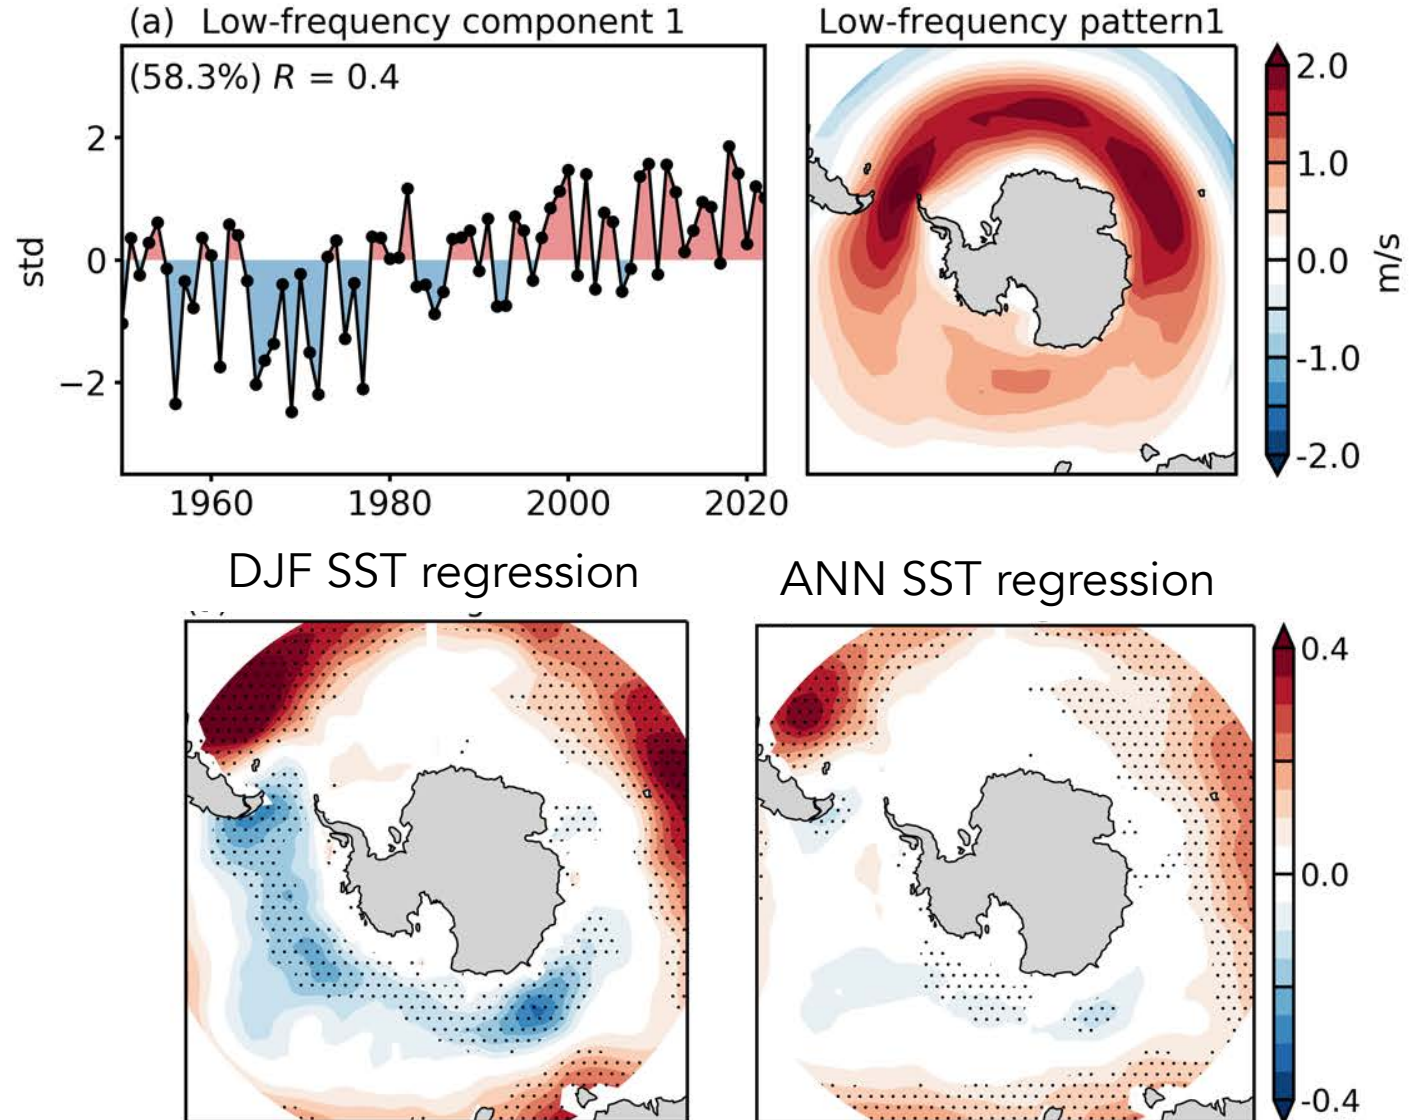 (a) Low-frequency component 1
Low-frequency pattern1
(58.3%) R = 0.4
std
2
0
−2
1960
1980
2000
2020
2.0
1.0
0.0
-1.0
-2.0
m/s
DJF SST regression
ANN SST regression
0.4
0.0
-0.4